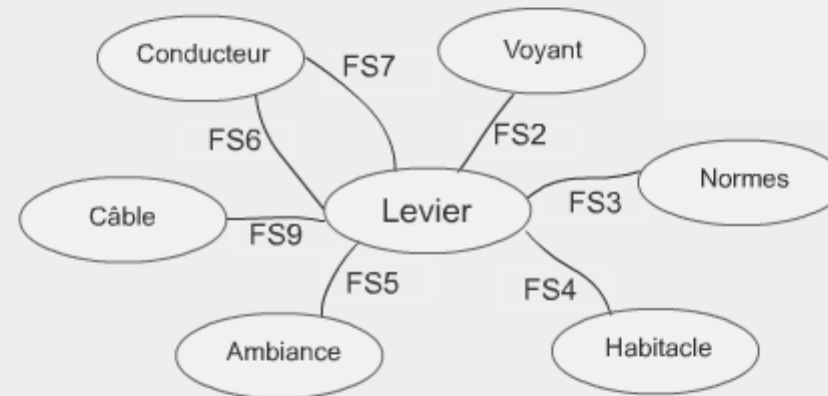 Conducteur
Voyant
FS7
FS6
FS2
Normes
Câble
Levier
FS3
FS9
FS5
FS4
Ambiance
Habitacle